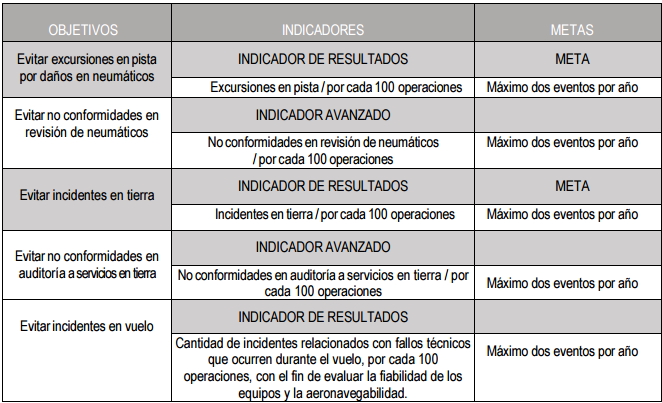 OBJETIVOS INDICADORES METAS
Evitar excursiones en pista
por daños en neumáticos
INDICADOR DE RESULTADOS META
Excursiones en pista / por cada 100 operaciones Máximo dos eventos por año
Evitar no conformidades en
revisión de neumáticos
INDICADOR AVANZADO
No conformidades en revisión de neumáticos
/ por cada 100 operaciones
Máximo dos eventos por año
Evitar incidentes en tierra
INDICADOR DE RESULTADOS META
Incidentes en tierra / por cada 100 operaciones Máximo dos eventos por año
Evitar no conformidades en
auditoría a servicios en tierra
INDICADOR AVANZADO
No conformidades en auditoría a servicios en tierra / por
cada 100 operaciones
Máximo dos eventos por año
Evitar incidentes en vuelo
INDICADOR DE RESULTADOS
Cantidad de incidentes relacionados con fallos técnicos
que ocurren durante el vuelo, por cada 100
operaciones, con el fin de evaluar la fiabilidad de los
equipos y la aeronavegabilidad.
Máximo dos eventos por año